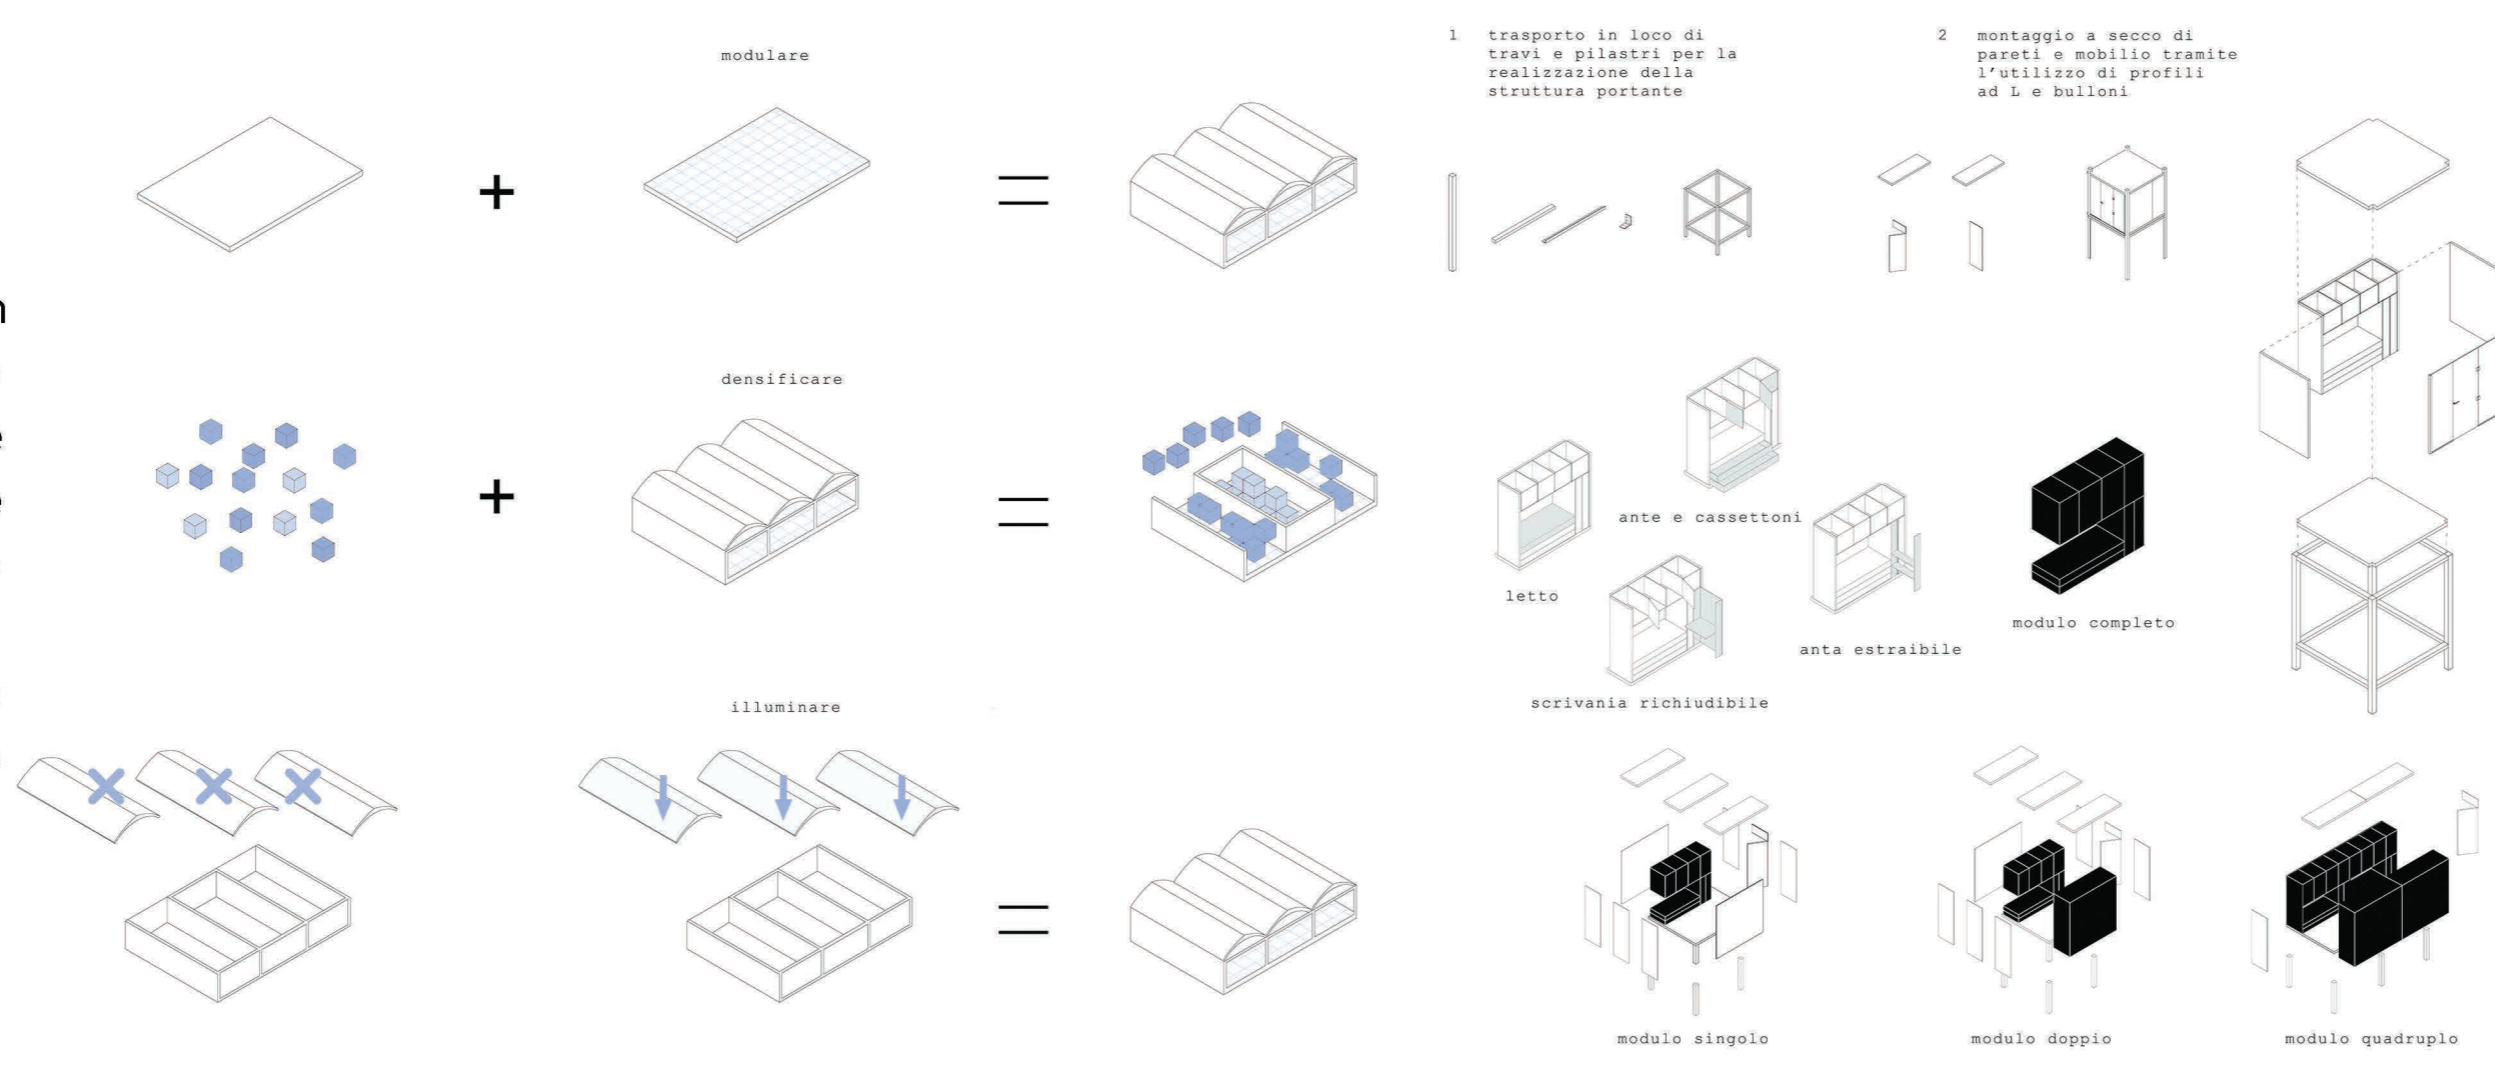 modulare
1 trasporto in loco di
travi e pilastri per la
realizzazione della
struttura portante
2 montaggio a secco di
pareti e mobilio tramite
l'utilizzo di profili
ad L e bulloni
densificare
ante e cassettoni
letto
modulo completo
anta estraibile
scrivania richiudibile
illuminare
modulo singolo
modulo doppio
modulo quadruplo